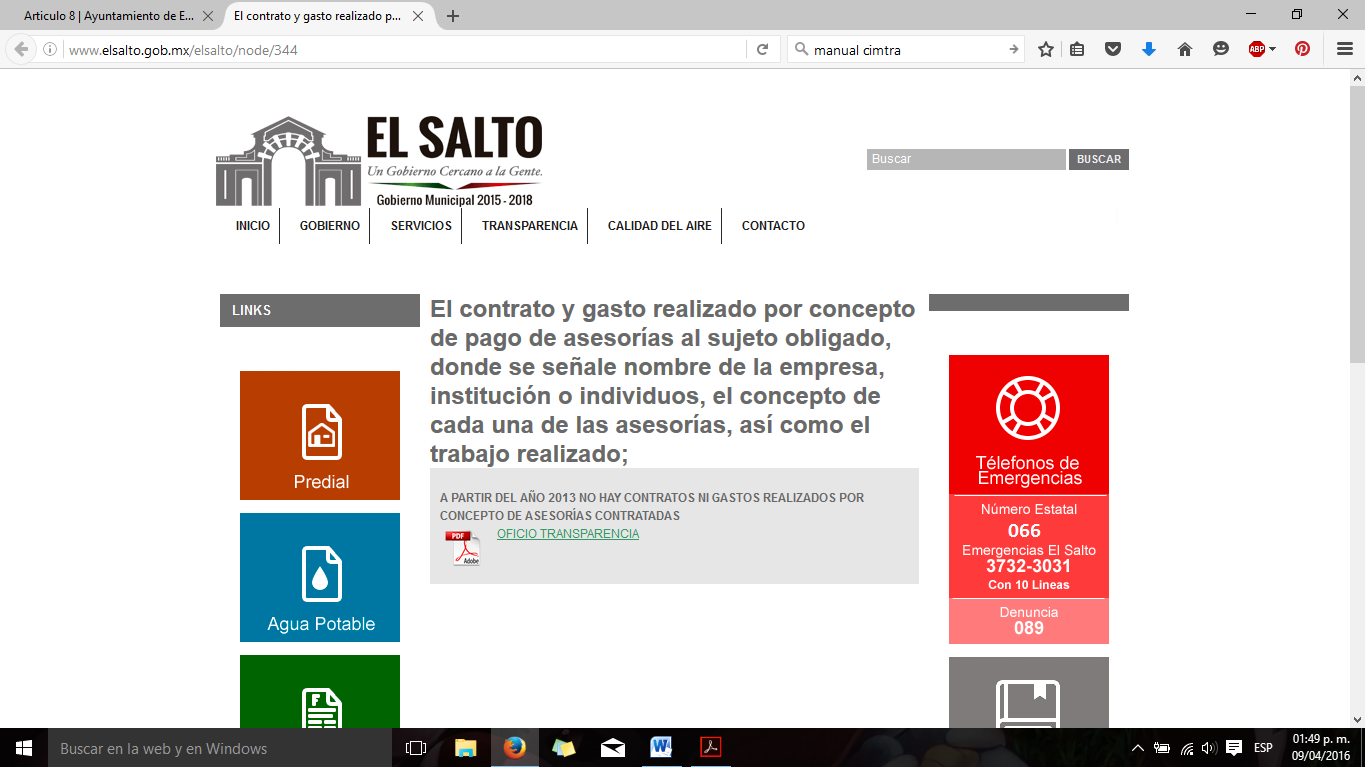 Articulo 8 | Ayuntamiento de E...
El contrato y gasto realizado p...
www.elsalto.gob.mx/elsalto/node/344
manual cimtra
ABP
EL SALTO
Un Gobierno Cercano a la Gente.
Gobierno Municipal 2015 - 2018
Buscar
BUSCAR
INICIO
GOBIERNO
SERVICIOS
TRANSPARENCIA
CALIDAD DEL AIRE
CONTACTO
LINKS
Predial
Agua Potable
F
El contrato y gasto realizado por concepto
de pago de asesorías al sujeto obligado,
donde se señale nombre de la empresa,
institución o individuos, el concepto de
cada una de las asesorías, así como el
trabajo realizado;
A PARTIR DEL AÑO 2013 NO HAY CONTRATOS NI GASTOS REALIZADOS POR
CONCEPTO DE ASESORÍAS CONTRATADAS
PDF
Adobe
OFICIO TRANSPARENCIA
Télefonos de
Emergencias
Número Estatal
066
Emergencias El Salto
3732-3031
Con 10 Lineas
Denuncia
089
Buscar en la web y en Windows
W
ESP
01:49 p. m.
09/04/2016